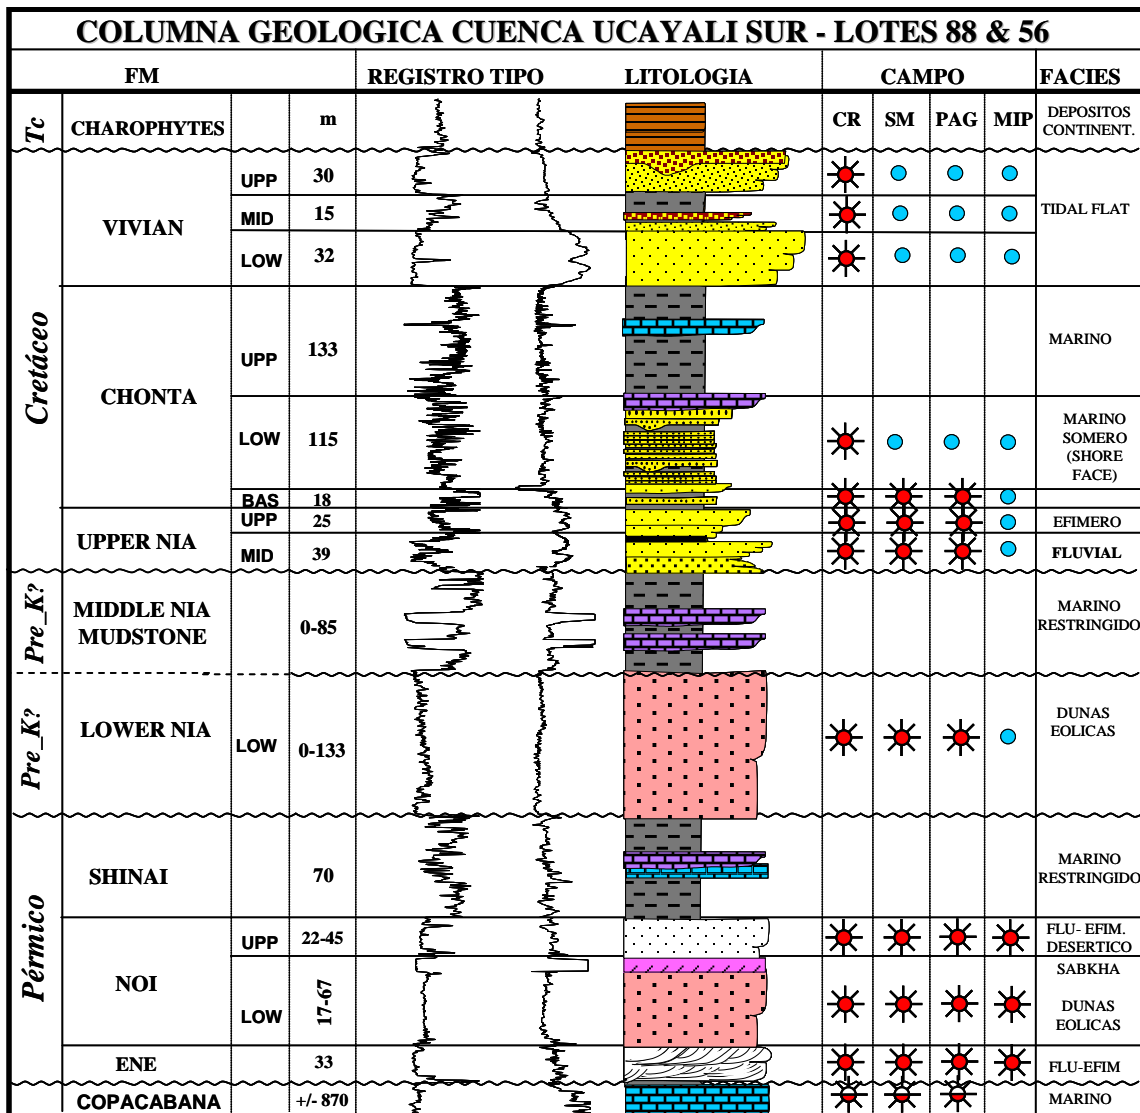 COLUMNA GEOLOGICA CUENCA UCAYALI SUR - LOTES 88 & 56
FM REGISTRO TIPO LITOLOGIA CAMPO FACIES
Tc CHAROPHYTES m CR SM PAG MIP DEPOSITOS
CONTINENT.
Cretáceo
VIVIAN
UPP 30
MID 15
LOW 32
TIDAL FLAT
CHONTA
UPP 133
MARINO
LOW 115
MARINO
SOMERO
(SHORE
FACE)
BAS 18
UPPER NIA
UPP 25
EFIMERO
MID 39
FLUVIAL
Pre_K?
MIDDLE NIA
MUDSTONE
0-85
MARINO
RESTRINGIDO
Pre_K?
LOWER NIA
LOW 0-133
DUNAS
EOLICAS
Pérmico
SHINAI
70
MARINO
RESTRINGIDO
NOI
UPP 22-45
FLU- EFIM.
DESERTICO
LOW 17-67
SABKHA
DUNAS
EOLICAS
ENE 33 FLU-EFIM
COPACABANA +/- 870 MARINO